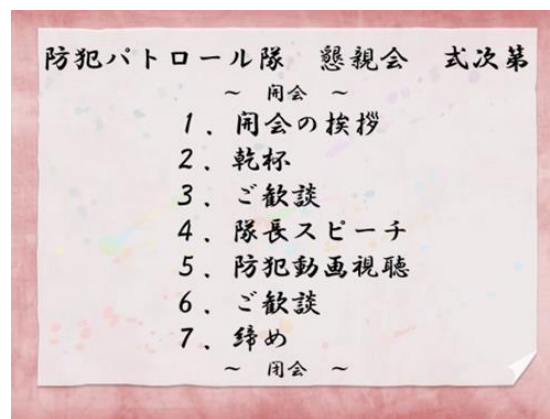 防犯パトロール隊　懇親会　式次第
～ 開会 ～
1、開会の挨拶
2、乾杯
3、ご歓談
4、隊長スピーチ
5、防犯動画視聴
6、ご歓談
7、締め
～ 閉会 ～